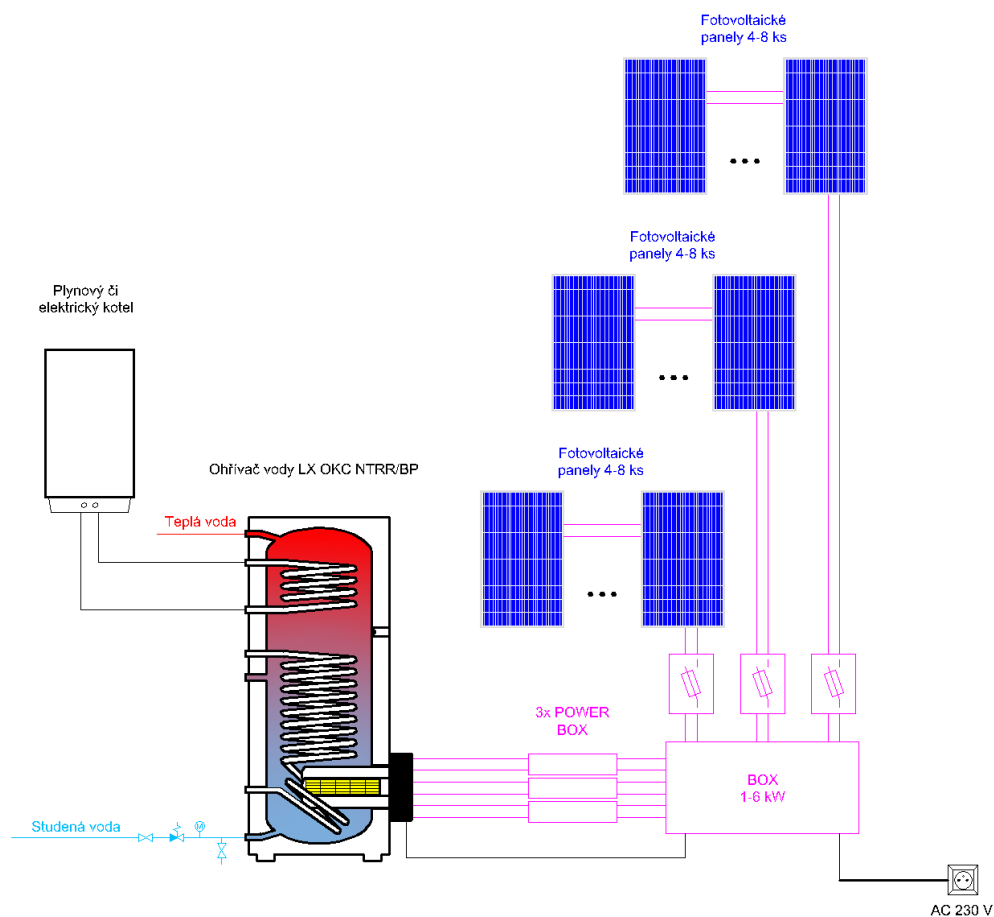 Fotovoltaické
panely 4-8 ks
Fotovoltaické
panely 4-8 ks
Plynový či
elektrický kotel
Fotovoltaické
panely 4-8 ks
Ohřívač vody LX OKC NTRR/BP
Teplá voda
3x POWER
BOX
BOX
1-6 kW
Studená voda
M
AC 230 V